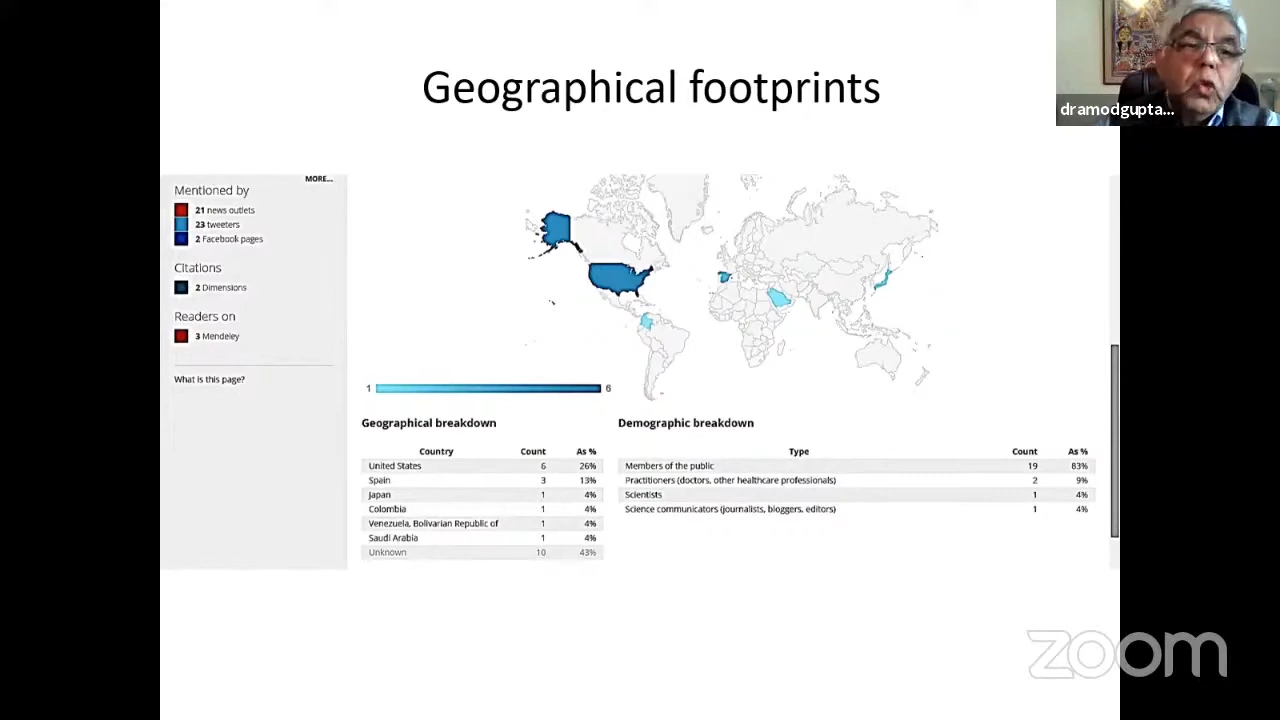 Geographical footprints
dramodgupta...
MORE...
Mentioned by
21 news outlets
23 tweeters
2 Facebook pages
Citations
2 Dimensions
Readers on
3 Mendeley
What is this page?
1 6
Geographical breakdown
Country Count As %
United States 6 26%
Spain 3 13%
Japan 1 4%
Colombia 1 4%
Venezuela, Bolivarian Republic of 1 4%
Saudi Arabia 1 4%
Unknown 10 43%
Demographic breakdown
Type Count As %
Members of the public 19 83%
Practitioners (doctors, other healthcare professionals) 2 9%
Scientists 1 4%
Science communicators (journalists, bloggers, editors) 1 4%
zoom